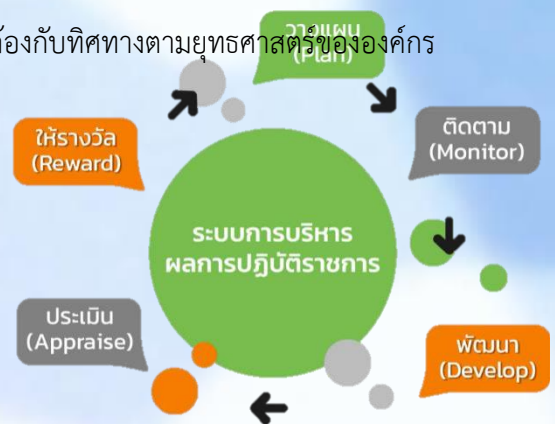 ้องกับทิศทางตามยุทธศาสตร์ขององค์กร
วางแผน
(Plan)
ติดตาม
(Monitor)
พัฒนา
(Develop)
ประเมิน
(Appraise)
ให้รางวัล
(Reward)
ระบบการบริหาร
ผลการปฏิบัติราชการ